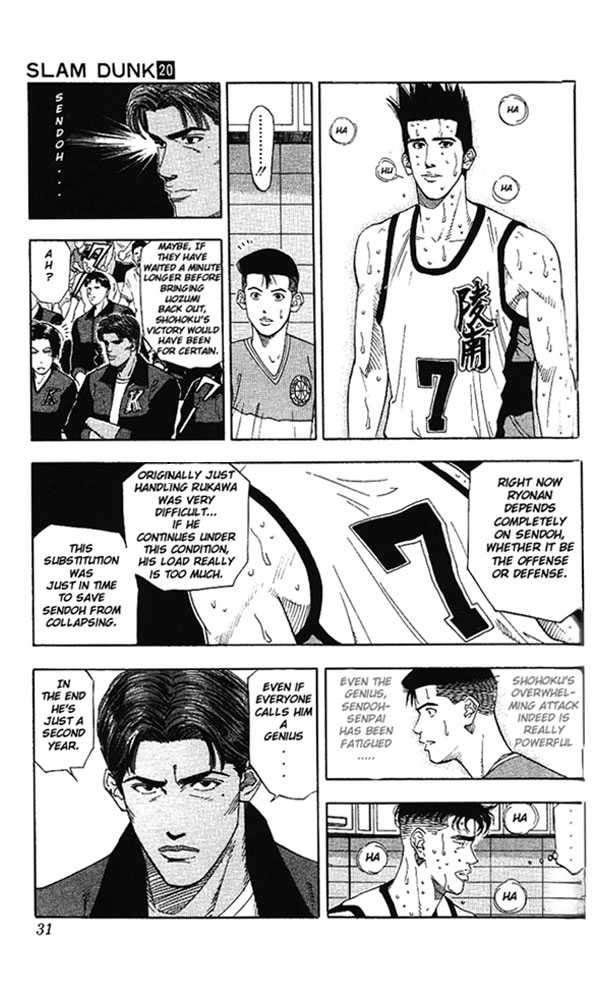 SLAM DUNK 20
HA
HU
HA
陵南
7
.........!!
SENDOH...
MAYBE, IF
THEY HAVE
WAITED A MINUTE
LONGER BEFORE
BRINGING
UOZUMI
BACK OUT,
SHOHOKU'S
VICTORY WOULD
HAVE BEEN
FOR CERTAIN.
AH?
K
K
RIGHT NOW
RYONAN
DEPENDS
COMPLETELY
ON SENDOH,
WHETHER IT BE
THE OFFENSE
OR DEFENSE.
7
ORIGINALLY JUST
HANDLING RUKAWA
WAS VERY
DIFFICULT...
IF HE
CONTINUES UNDER
THIS CONDITION,
HIS LOAD REALLY
IS TOO MUCH.
THIS
SUBSTITUTION
WAS
JUST IN TIME
TO SAVE
SENDOH FROM
COLLAPSING.
SHOHOKU'S
OVERWHEL-
MING ATTACK
INDEED IS
REALLY
POWERFUL
EVEN THE
GENIUS,
SENDOH-
SENPAI
HAS BEEN
FATIGUED
.....
HA
HA
HA
....
EVEN IF
EVERYONE
CALLS HIM
A
GENIUS
....
IN
THE END
HE'S
JUST A
SECOND
YEAR.
31